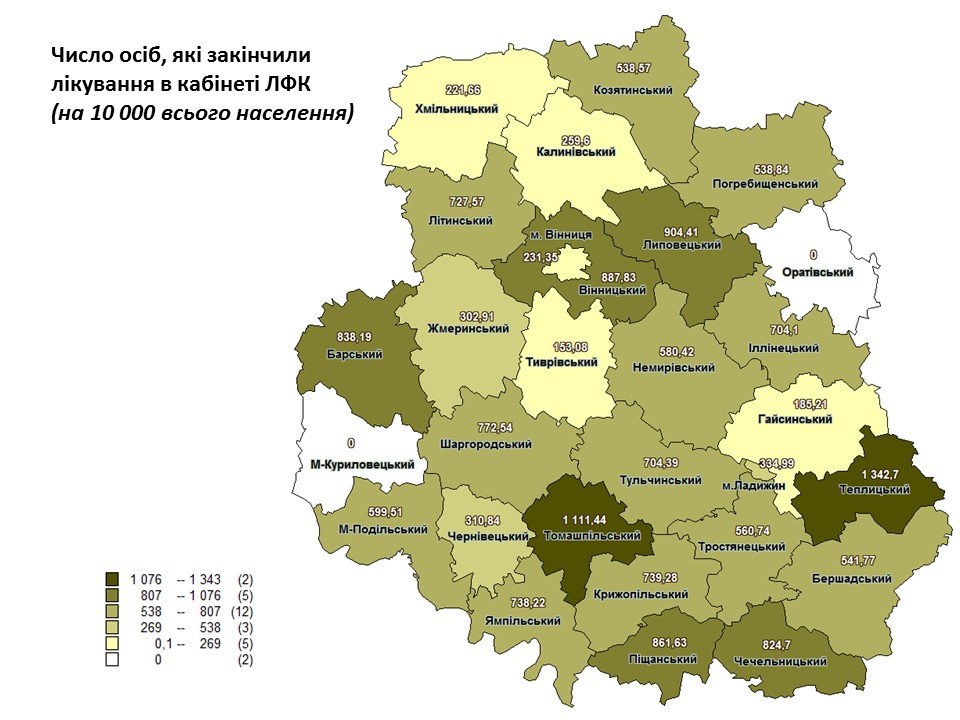 Число осіб, які закінчили
лікування в кабінеті ЛФК
(на 10 000 всього населення)
538,57
Козятинський
221,66
Хмільницький
259,6
Калинівський
538,84
Погребищенський
727,57
Літинський
м. Вінниця
231,35
904,41
Липовецький
0
Оратівський
887,83
Вінницький
302,91
Жмеринський
838,19
Барський
153,08
Тиврівський
580,42
Немирівський
704,1
Іллінецький
185,21
Гайсинський
772,54
Шаргородський
0
М-Куриловецький
704,39
Тульчинський
334,99
м.Ладижин
1 342,7
Теплицький
599,51
М-Подільський
310,84
Чернівецький
1 111,44
Томашпільський
560,74
Тростянецький
541,77
Бершадський
739,28
Крижопільський
738,22
Ямпільський
861,63
Піщанський
824,7
Чечельницький
1 076 -- 1 343 (2)
807 -- 1 076 (5)
538 -- 807 (12)
269 -- 538 (3)
0,1 -- 269 (5)
0 (2)